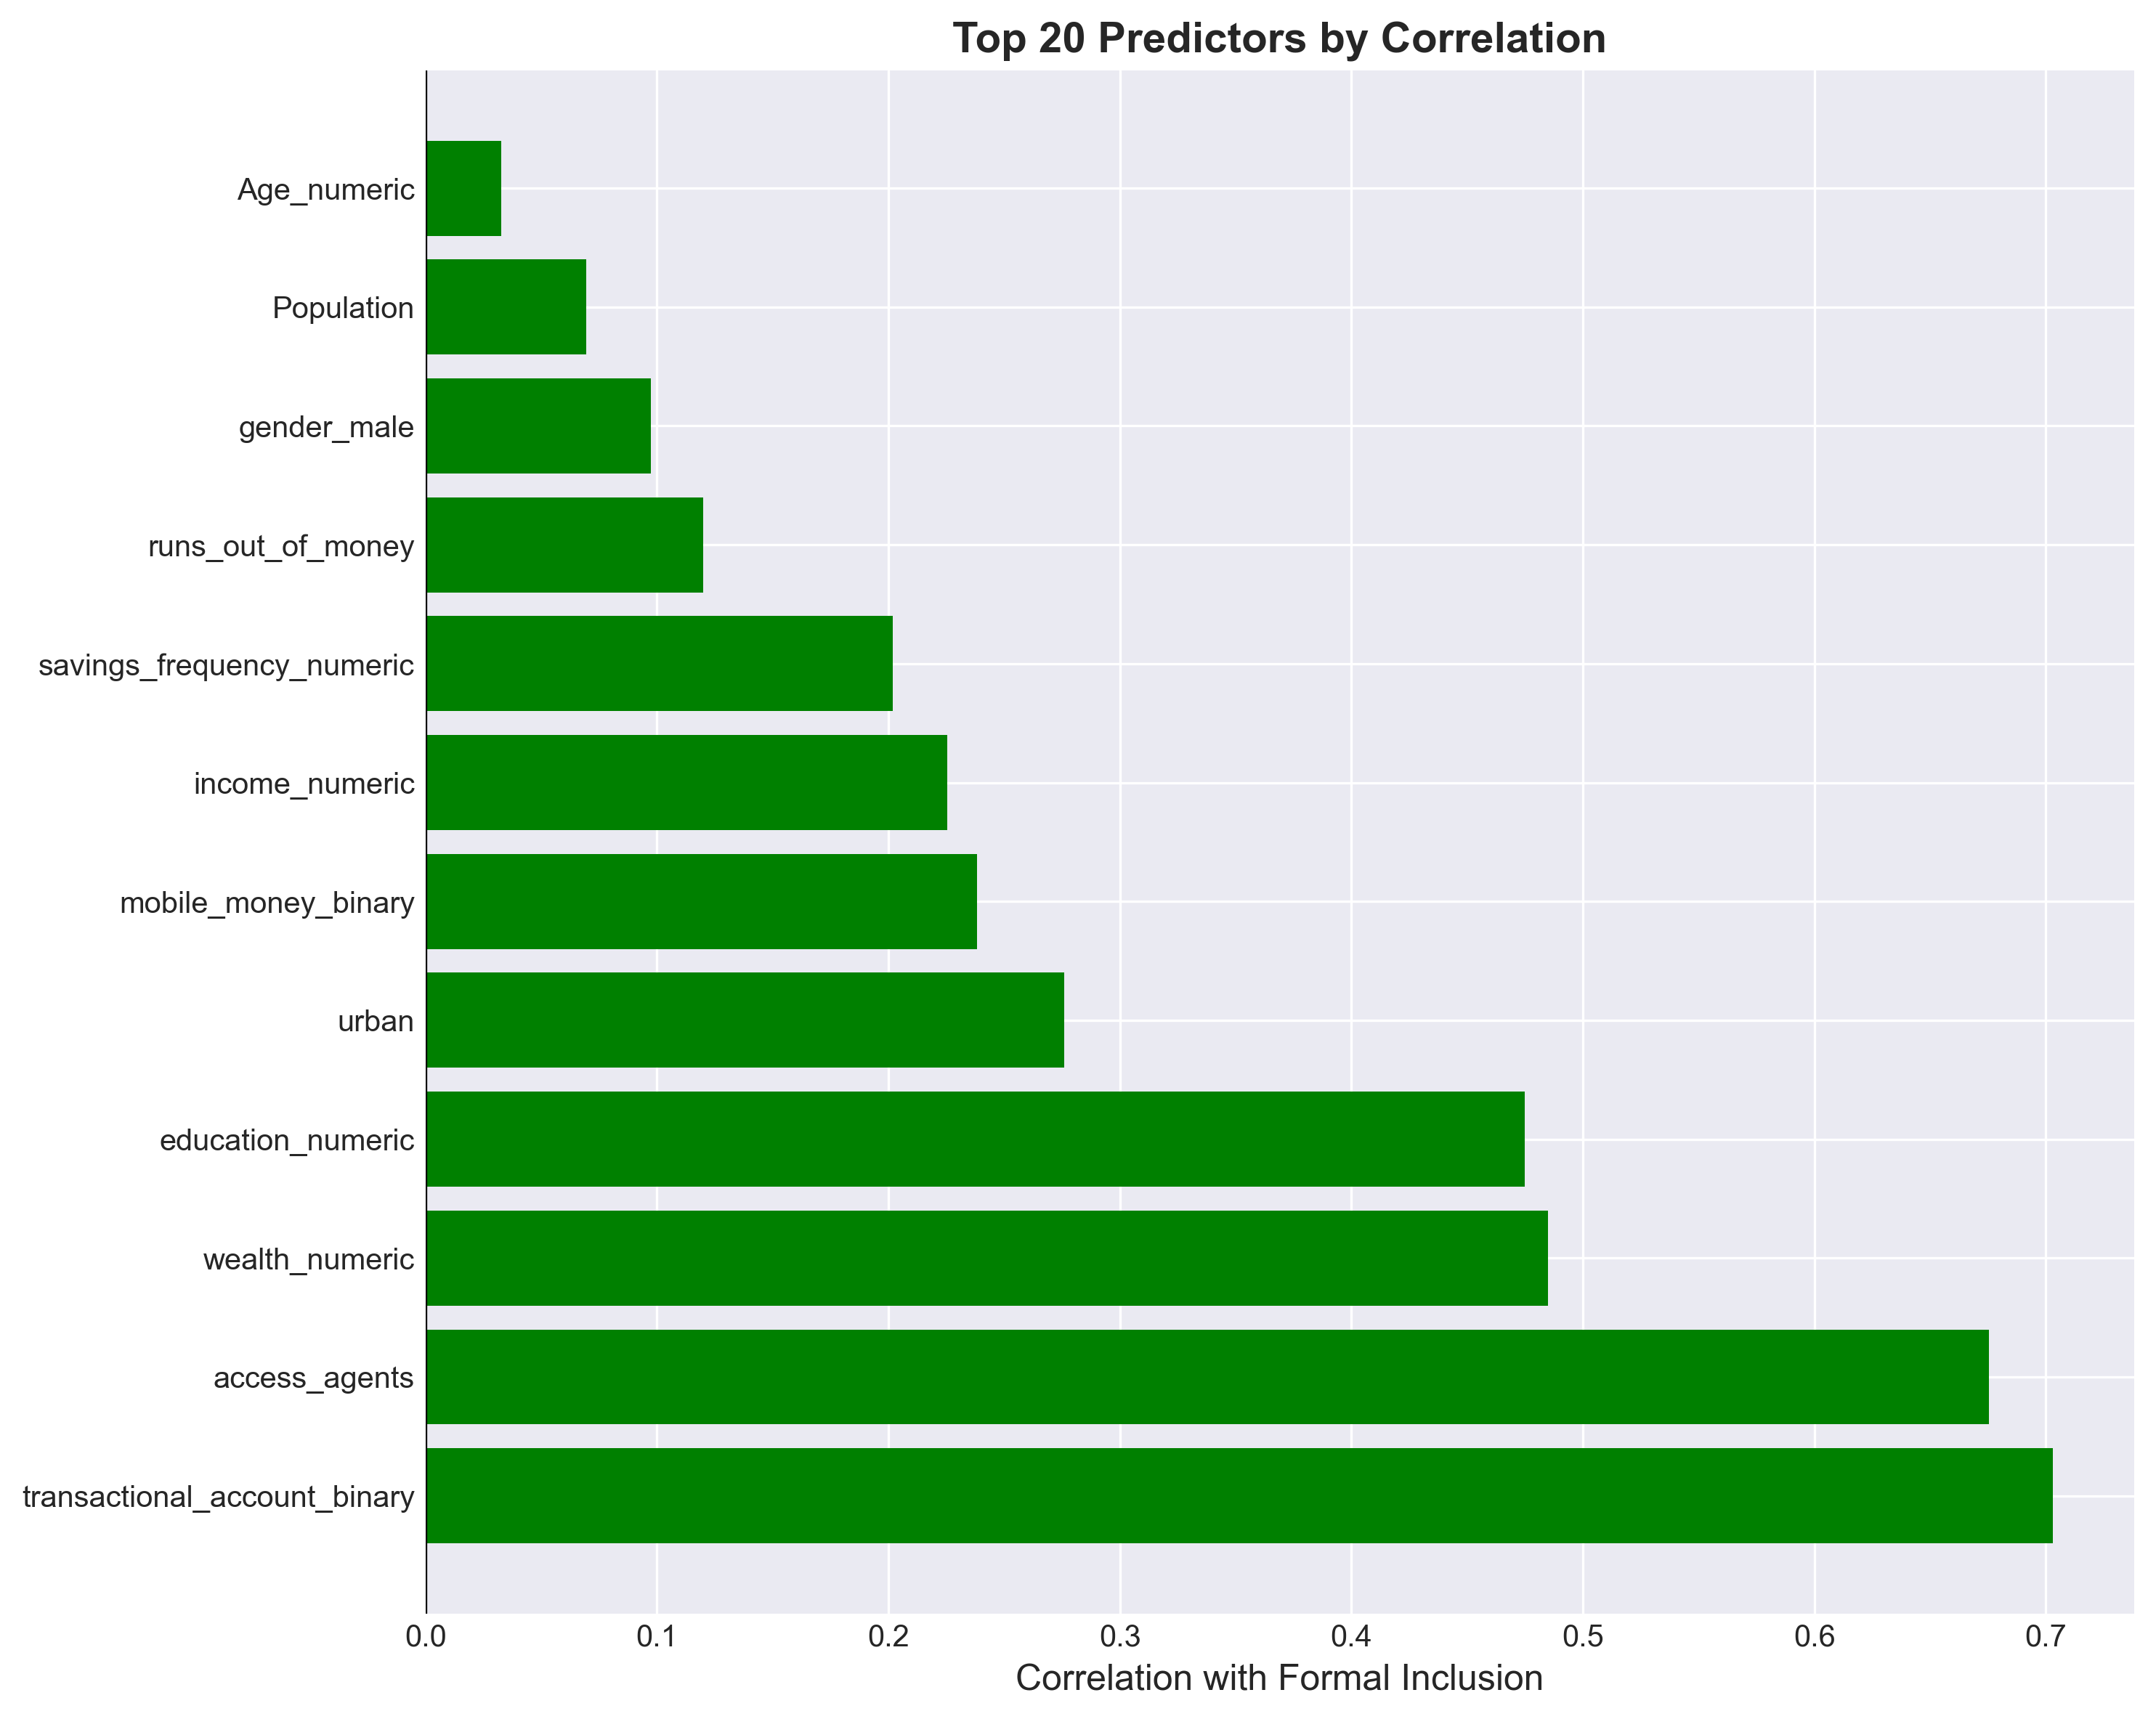 Top 20 Predictors by Correlation
Age_numeric
Population
gender_male
runs_out_of_money
savings_frequency_numeric
income_numeric
mobile_money_binary
urban
education_numeric
wealth_numeric
access_agents
transactional_account_binary
0.0 0.1 0.2 0.3 0.4 0.5 0.6 0.7
Correlation with Formal Inclusion